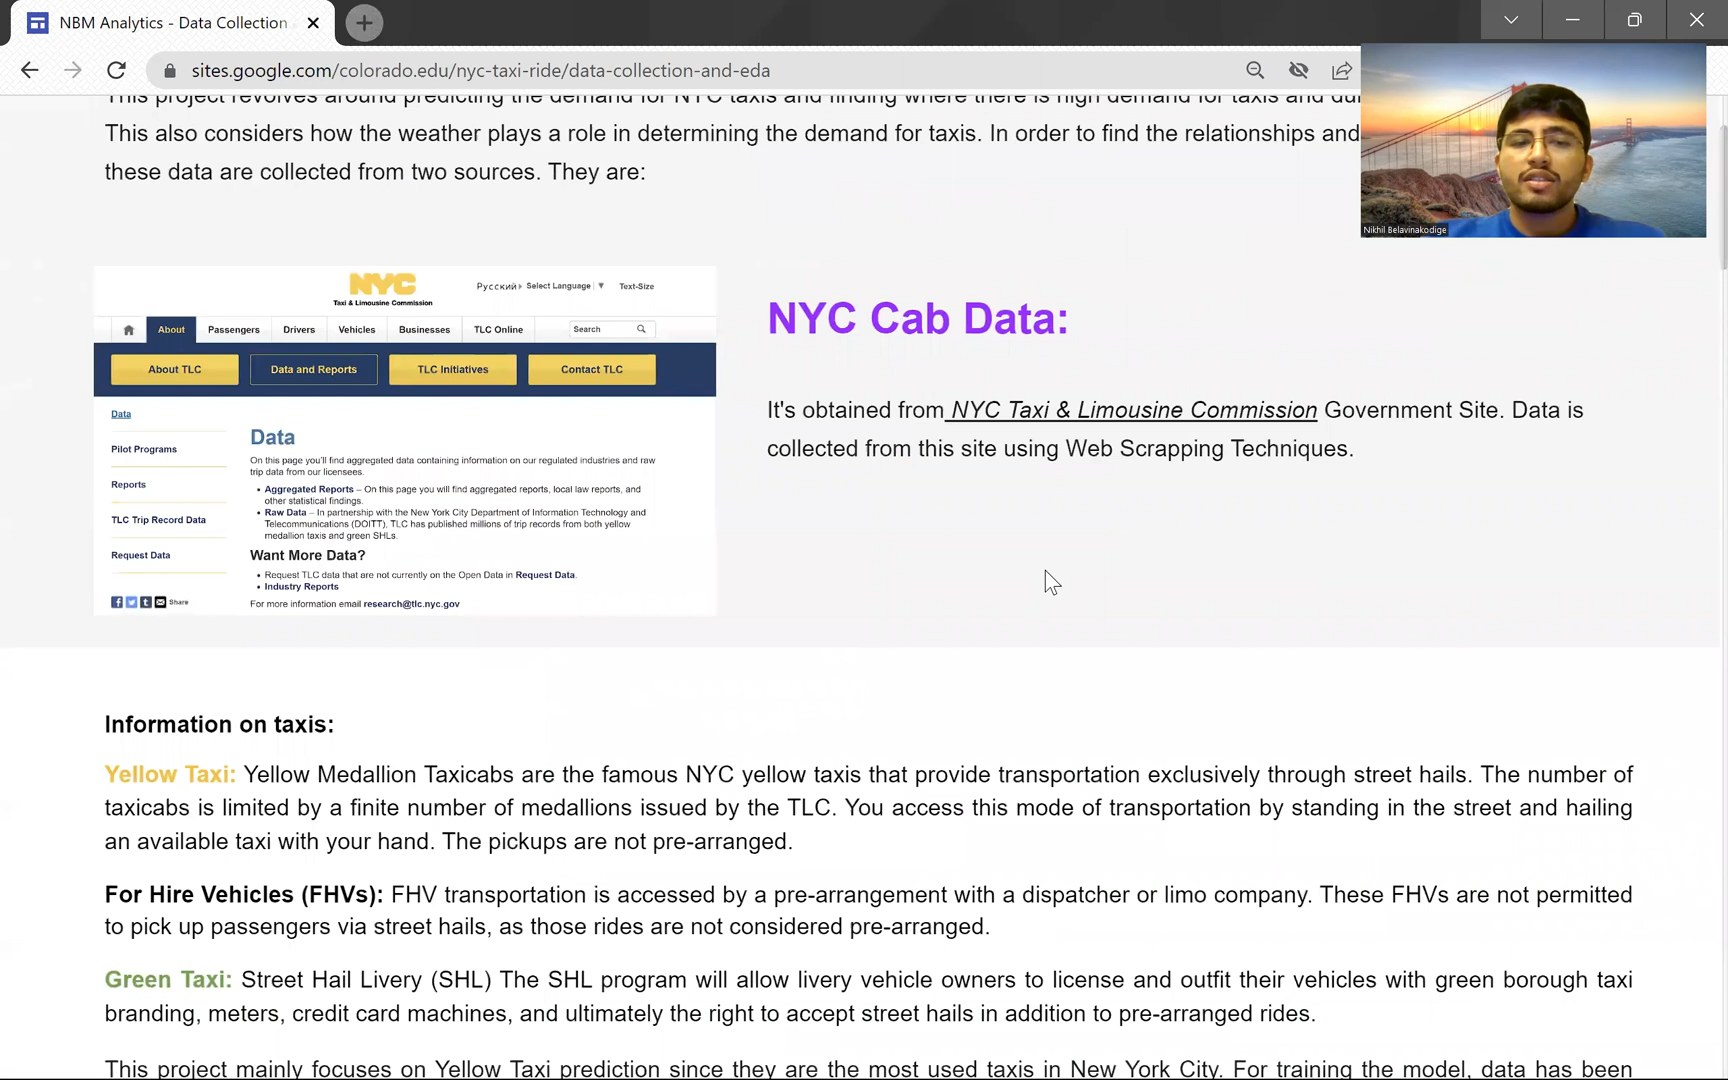 NBM Analytics - Data Collection
sites.google.com/colorado.edu/nyc-taxi-ride/data-collection-and-eda
This project revolves around predicting the demand for NYC taxis and finding where there is high demand for taxis and du
This also considers how the weather plays a role in determining the demand for taxis. In order to find the relationships and
these data are collected from two sources. They are:
Nikhil Belavinakodige
NYC
Taxi & Limousine Commission
Русский Select Language ▼ Text-Size
About Passengers Drivers Vehicles Businesses TLC Online Search
About TLC Data and Reports TLC Initiatives Contact TLC
Data
Pilot Programs
Reports
TLC Trip Record Data
Request Data
Share
Data
On this page you'll find aggregated data containing information on our regulated industries and raw
trip data from our licensees.
• Aggregated Reports – On this page you will find aggregated reports, local law reports, and
other statistical findings.
• Raw Data – In partnership with the New York City Department of Information Technology and
Telecommunications (DOITT), TLC has published millions of trip records from both yellow
medallion taxis and green SHLs.
Want More Data?
• Request TLC data that are not currently on the Open Data in Request Data.
• Industry Reports
For more information email research@tlc.nyc.gov
NYC Cab Data:
It's obtained from NYC Taxi & Limousine Commission Government Site. Data is
collected from this site using Web Scrapping Techniques.
Information on taxis:
Yellow Taxi: Yellow Medallion Taxicabs are the famous NYC yellow taxis that provide transportation exclusively through street hails. The number of
taxicabs is limited by a finite number of medallions issued by the TLC. You access this mode of transportation by standing in the street and hailing
an available taxi with your hand. The pickups are not pre-arranged.
For Hire Vehicles (FHVs): FHV transportation is accessed by a pre-arrangement with a dispatcher or limo company. These FHVs are not permitted
to pick up passengers via street hails, as those rides are not considered pre-arranged.
Green Taxi: Street Hail Livery (SHL) The SHL program will allow livery vehicle owners to license and outfit their vehicles with green borough taxi
branding, meters, credit card machines, and ultimately the right to accept street hails in addition to pre-arranged rides.
This project mainly focuses on Yellow Taxi prediction since they are the most used taxis in New York City. For training the model, data has been